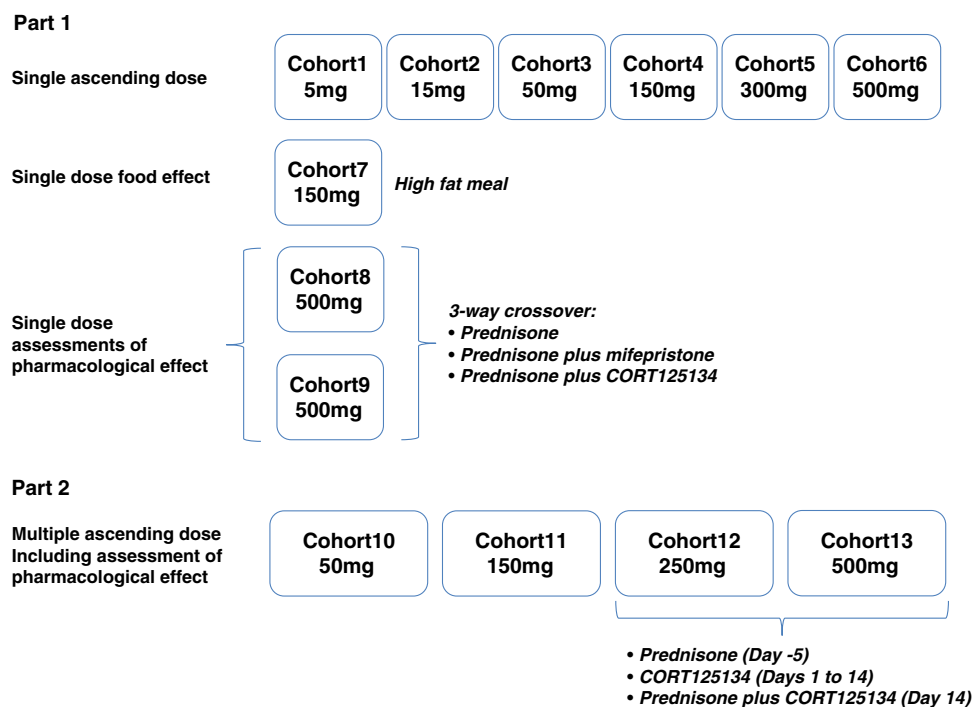 Part 1
Single ascending dose
Cohort1
5mg
Cohort2
15mg
Cohort3
50mg
Cohort4
150mg
Cohort5
300mg
Cohort6
500mg
Single dose food effect
Cohort7
150mg
High fat meal
Single dose
assessments of
pharmacological effect
Cohort8
500mg
Cohort9
500mg
3-way crossover:
• Prednisone
• Prednisone plus mifepristone
• Prednisone plus CORT125134
Part 2
Multiple ascending dose
Including assessment of
pharmacological effect
Cohort10
50mg
Cohort11
150mg
Cohort12
250mg
Cohort13
500mg
• Prednisone (Day -5)
• CORT125134 (Days 1 to 14)
• Prednisone plus CORT125134 (Day 14)